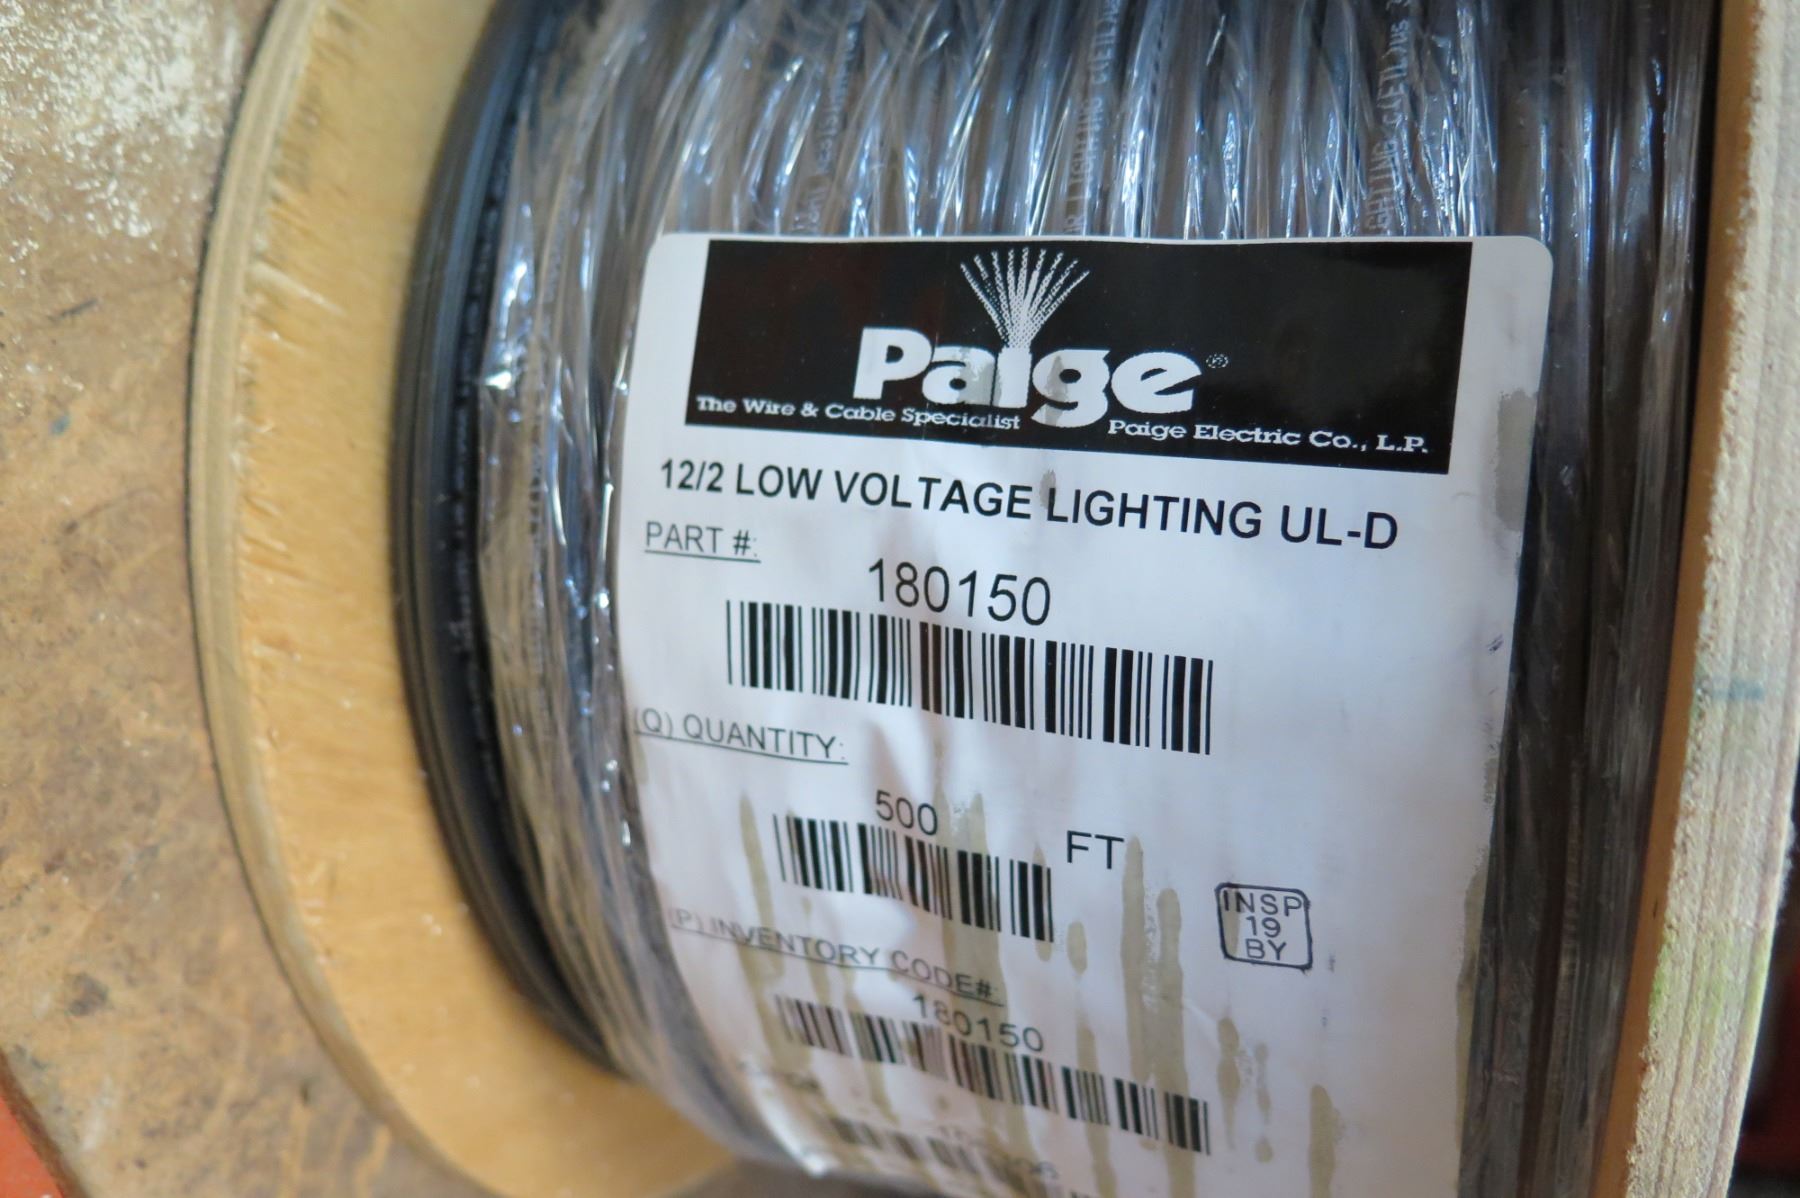 Paige®
The Wire & Cable Specialist
Paige Electric Co., L.P.
12/2 LOW VOLTAGE LIGHTING UL-D
PART #:
180150
(Q) QUANTITY:
500
FT
INSP
19
BY
(P) INVENTORY CODE#:
180150
LIGHTING